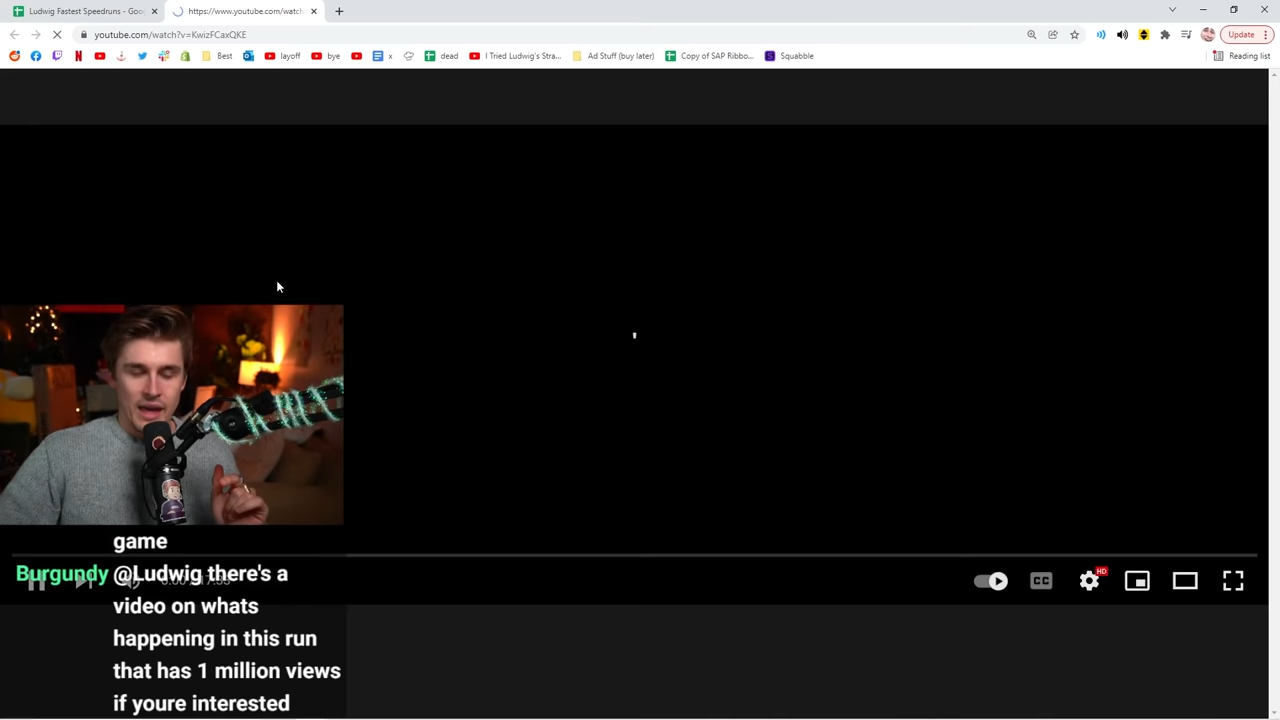 Ludwig Fastest Speedruns - Goo
https://www.youtube.com/watch
youtube.com/watch?v=KwizFCaxQKE
Update
Best
layoff
bye
x
dead
I Tried Ludwig's Stra...
Ad Stuff (buy later)
Copy of SAP Ribbo...
Squabble
Reading list
game
Burgundy @Ludwig there's a
video on whats
happening in this run
that has 1 million views
if youre interested
CC
HD